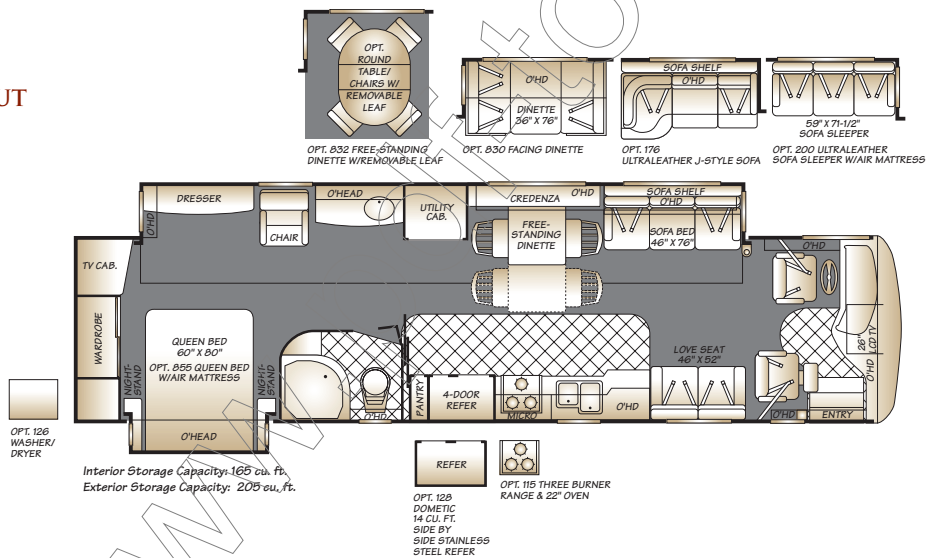 UT
OPT.
ROUND
TABLE/
CHAIRS W/
REMOVABLE
LEAF
OPT. 832 FREE-STANDING
DINETTE W/REMOVABLE LEAF
O'HD
DINETTE
36" X 76"
OPT. 830 FACING DINETTE
SOFA SHELF
O'HD
OPT. 176
ULTRALEATHER J-STYLE SOFA
59" X 71-1/2"
SOFA SLEEPER
OPT. 200 ULTRALEATHER
SOFA SLEEPER W/AIR MATTRESS
DRESSER
O'HD
CHAIR
O'HEAD
UTILITY
CAB.
CREDENZA
O'HD
FREE-
STANDING
DINETTE
SOFA SHELF
O'HD
SOFA BED
46" X 76"
O'HD
TV CAB.
WARDROBE
NIGHT-
STAND
QUEEN BED
60" X 80"
OPT. 855 QUEEN BED
W/AIR MATTRESS
NIGHT-
STAND
O'HEAD
O'HD
PANTRY
4-DOOR
REFER
MICRO
O'HD
LOVE SEAT
46" X 52"
26"
LCD TV
O'HD
O'HD
ENTRY
OPT. 126
WASHER/
DRYER
Interior Storage Capacity: 165 cu. ft.
Exterior Storage Capacity: 205 cu. ft.
REFER
OPT. 128
DOMETIC
14 CU. FT.
SIDE BY
SIDE STAINLESS
STEEL REFER
OPT. 115 THREE BURNER
RANGE & 22" OVEN